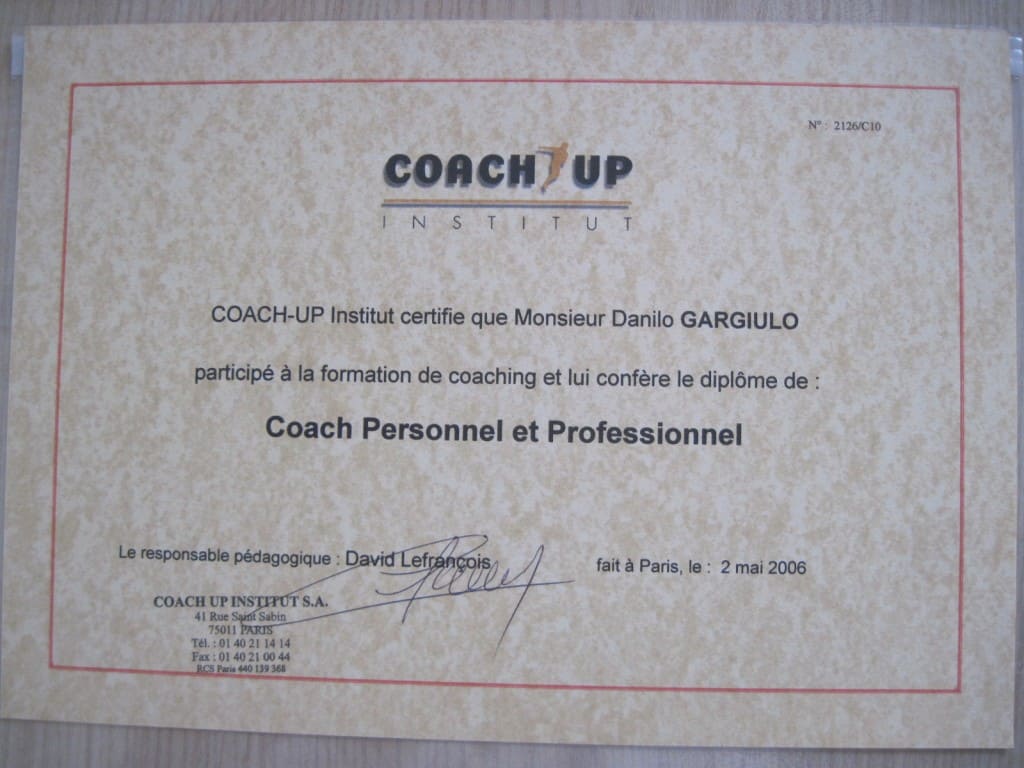 N° : 2126/C10
COACH UP
INSTITUT
COACH-UP Institut certifie que Monsieur Danilo GARGIULO
participé à la formation de coaching et lui confère le diplôme de :
Coach Personnel et Professionnel
Le responsable pédagogique : David Lefrançois
fait à Paris, le : 2 mai 2006
COACH UP INSTITUT S.A.
41 Rue Saint Sabin
75011 PARIS
Tél. : 01 40 21 14 14
Fax : 01 40 21 00 44
RCS Paris 440 139 368